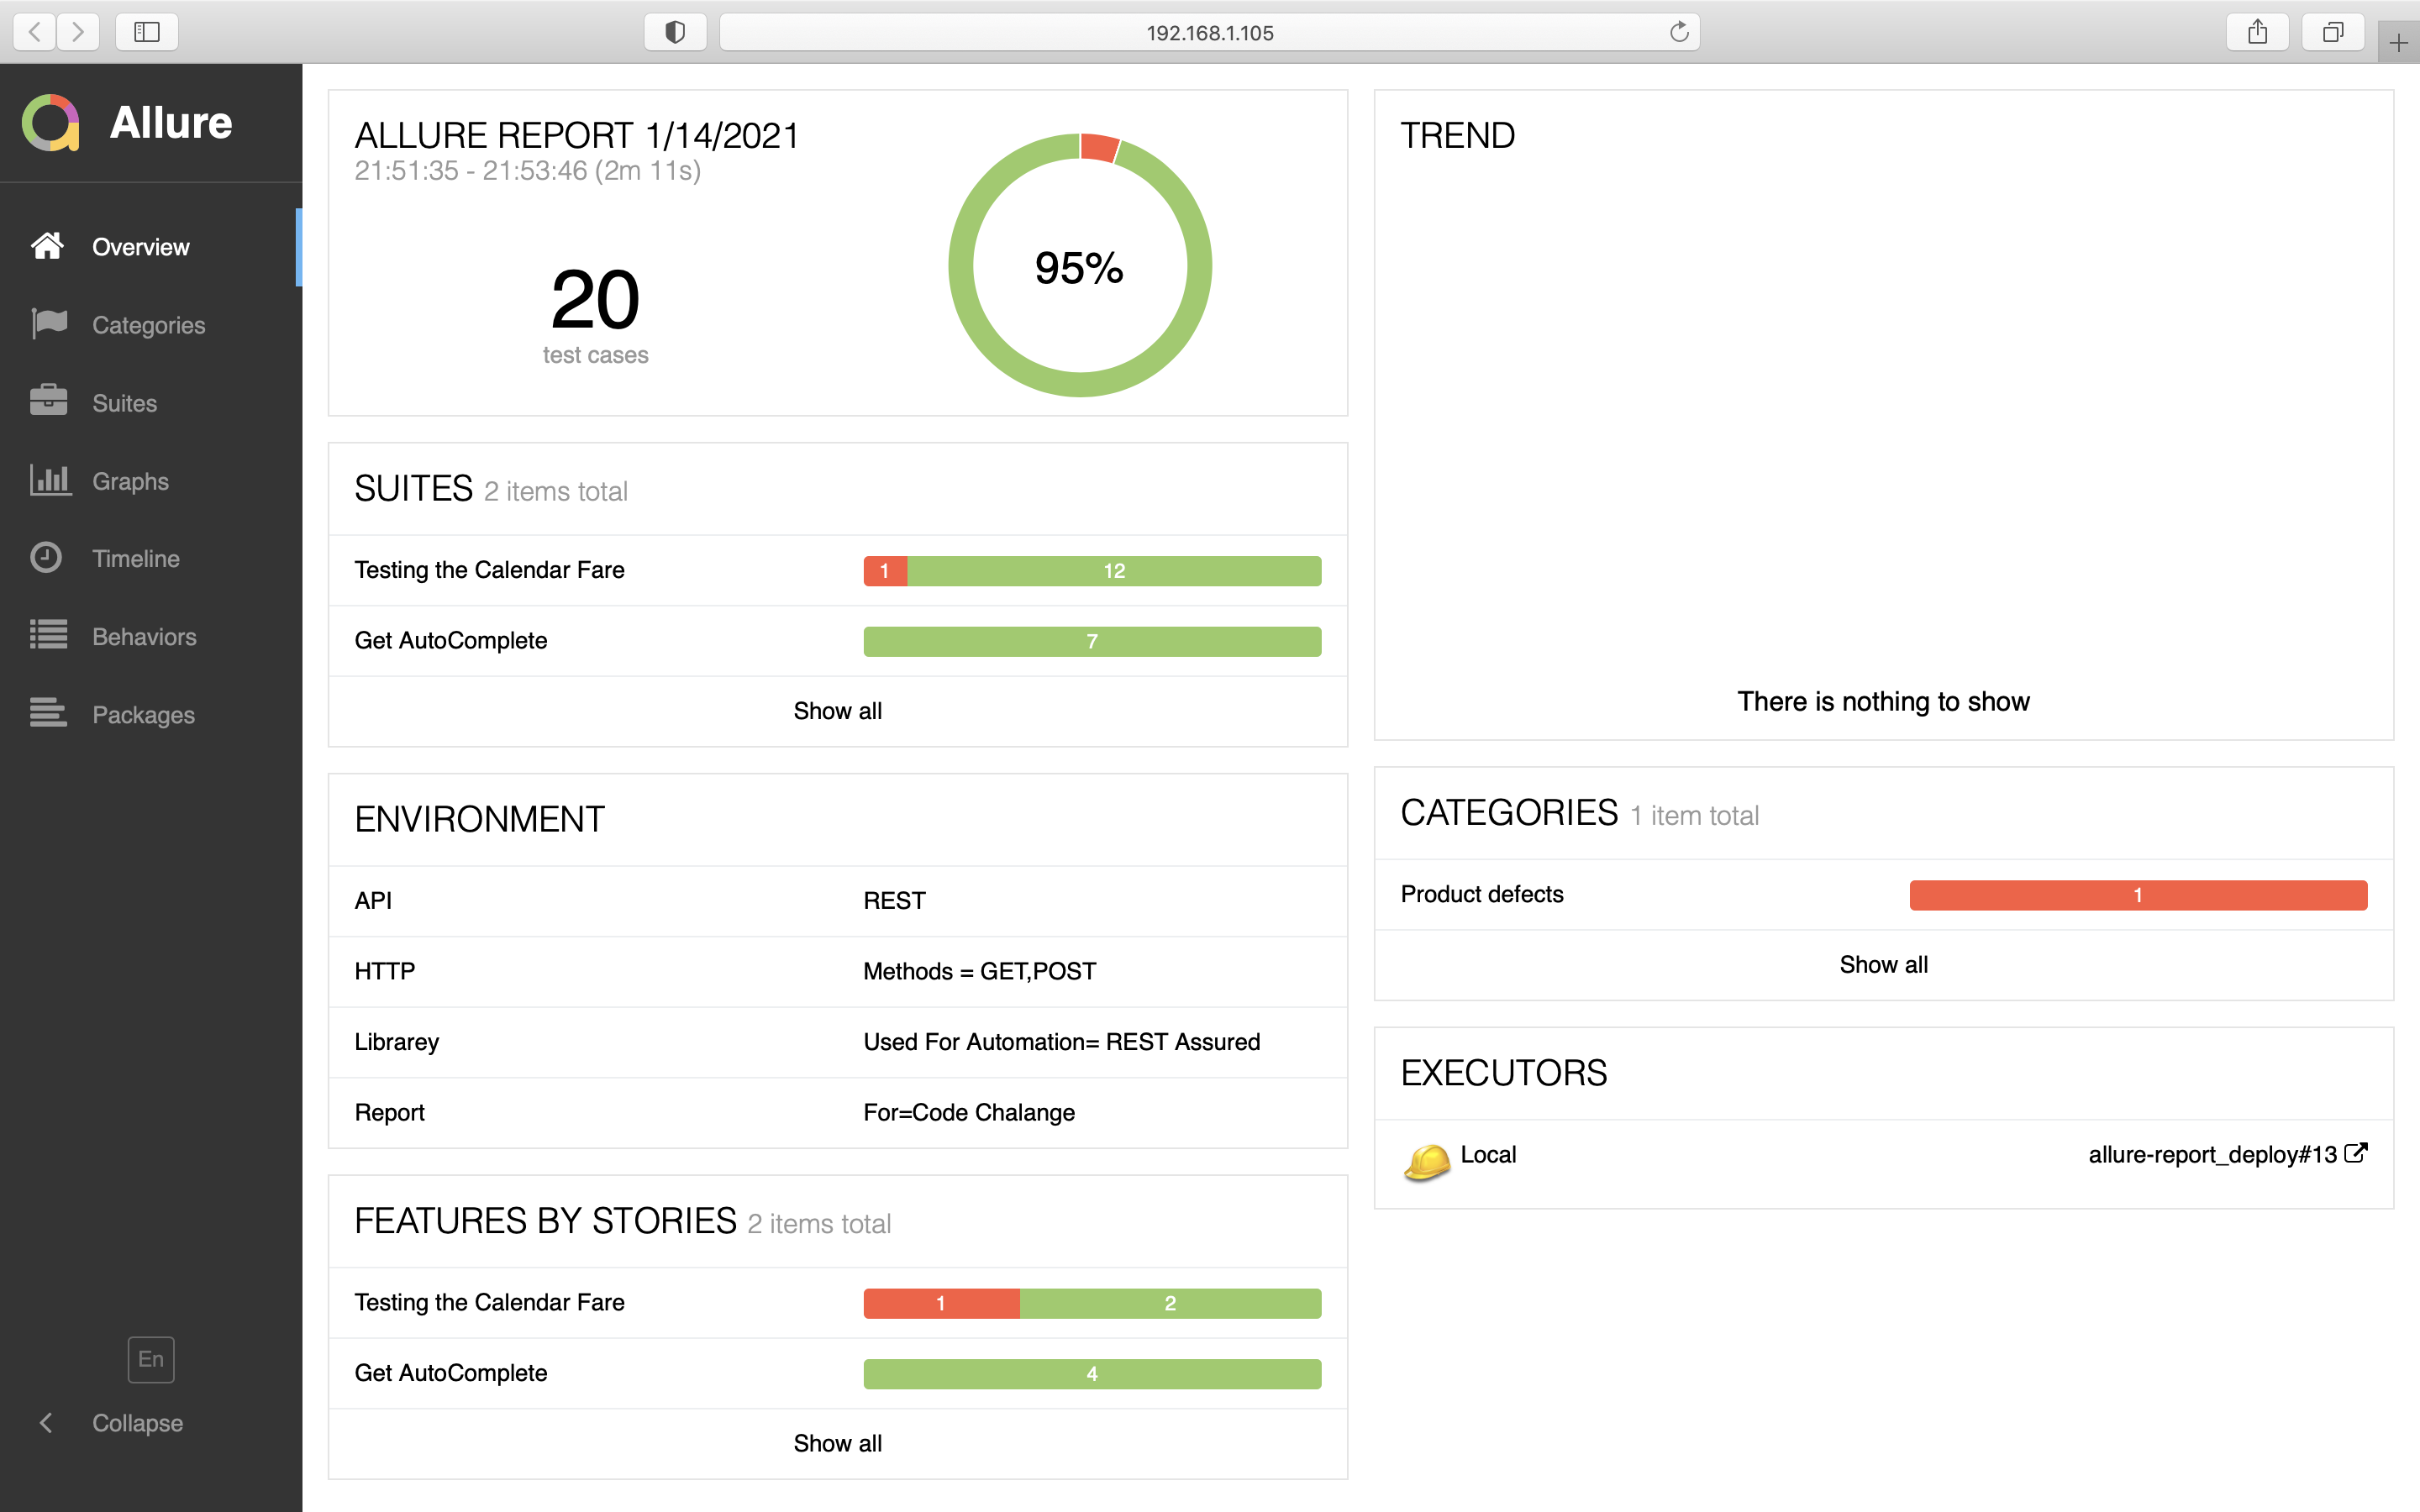 192.168.1.105
Allure
Overview
Categories
Suites
Graphs
Timeline
Behaviors
Packages
En
Collapse
ALLURE REPORT 1/14/2021
21:51:35 - 21:53:46 (2m 11s)
20
test cases
95%
SUITES 2 items total
Testing the Calendar Fare 1 12
Get AutoComplete 7
Show all
ENVIRONMENT
API REST
HTTP Methods = GET,POST
Librarey Used For Automation= REST Assured
Report For=Code Chalange
FEATURES BY STORIES 2 items total
Testing the Calendar Fare 1 2
Get AutoComplete 4
Show all
TREND
There is nothing to show
CATEGORIES 1 item total
Product defects 1
Show all
EXECUTORS
Local allure-report_deploy#13